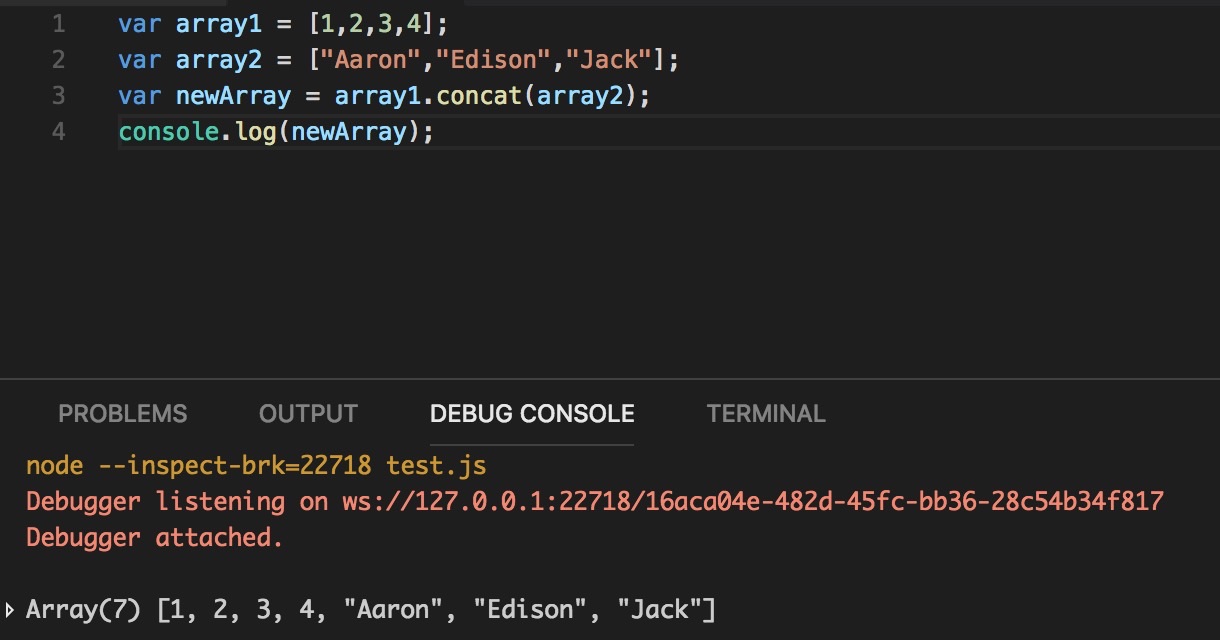 1 var array1 = [1,2,3,4];
2 var array2 = ["Aaron","Edison","Jack"];
3 var newArray = array1.concat(array2);
4 console.log(newArray);
PROBLEMS OUTPUT DEBUG CONSOLE TERMINAL
node --inspect-brk=22718 test.js
Debugger listening on ws://127.0.0.1:22718/16aca04e-482d-45fc-bb36-28c54b34f817
Debugger attached.
Array(7) [1, 2, 3, 4, "Aaron", "Edison", "Jack"]